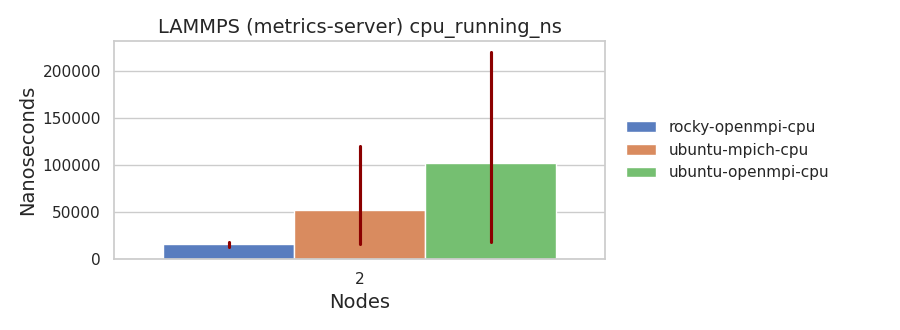 LAMMPS (metrics-server) cpu_running_ns
Nanoseconds
200000
150000
100000
50000
0
2
Nodes
rocky-openmpi-cpu
ubuntu-mpich-cpu
ubuntu-openmpi-cpu